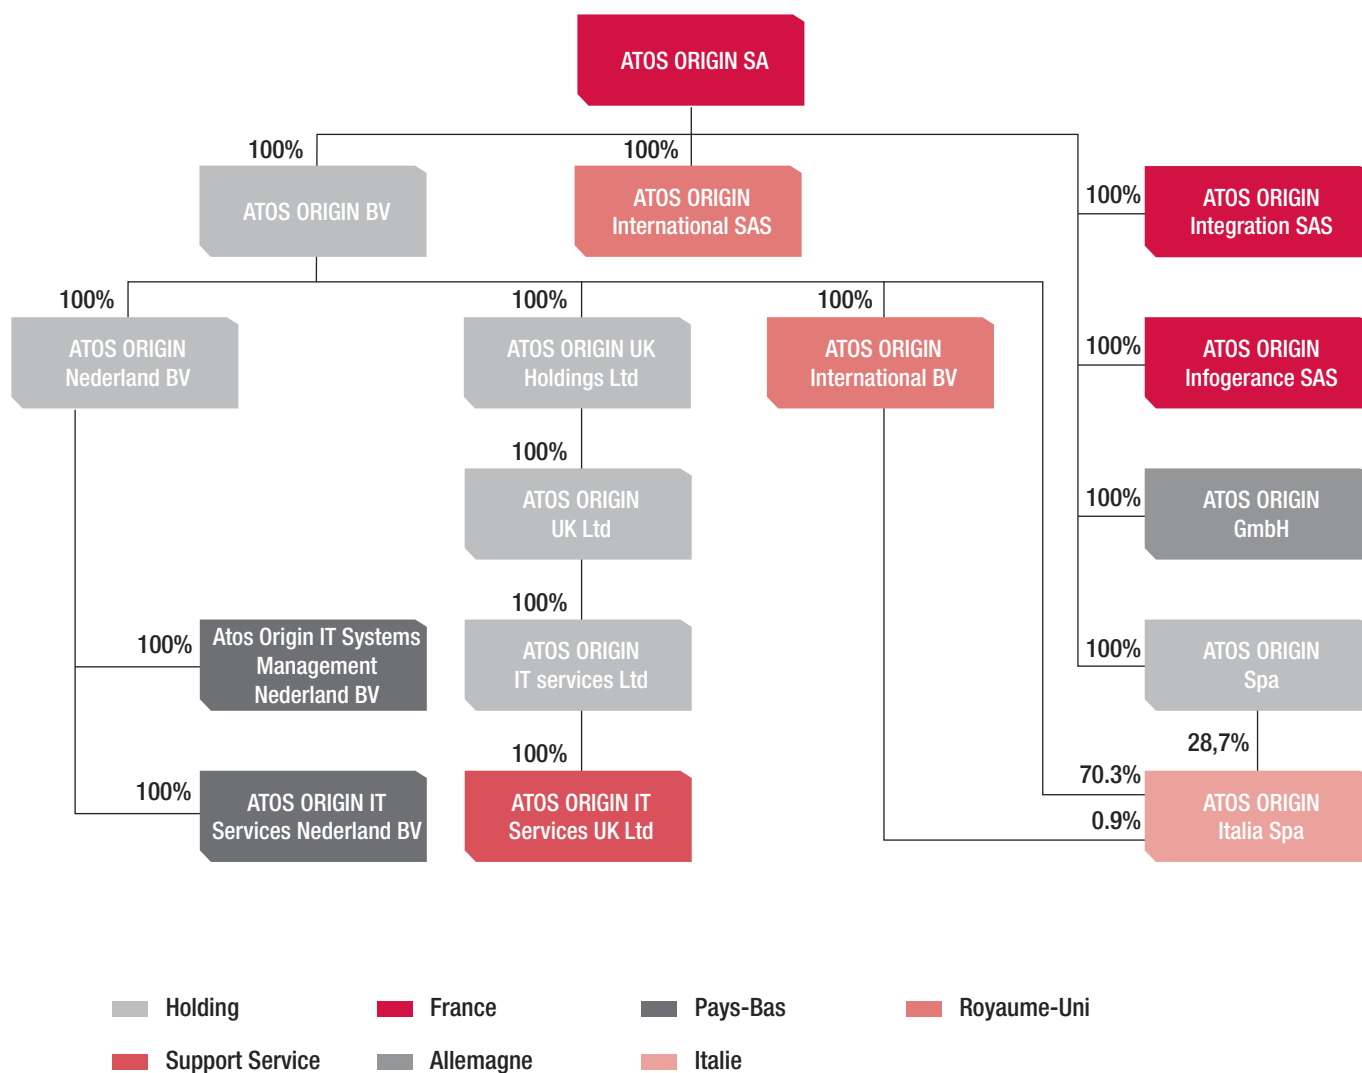 ATOS ORIGIN SA
100%
100%
ATOS ORIGIN BV
ATOS ORIGIN
International SAS
100%
ATOS ORIGIN
Integration SAS
100%
100%
100%
ATOS ORIGIN
Nederland BV
ATOS ORIGIN UK
Holdings Ltd
ATOS ORIGIN
International BV
100%
ATOS ORIGIN
Infogerance SAS
100%
ATOS ORIGIN
UK Ltd
100%
ATOS ORIGIN
GmbH
100%
100%
Atos Origin IT Systems
Management
Nederland BV
ATOS ORIGIN
IT services Ltd
100%
ATOS ORIGIN
Spa
28,7%
100%
100%
ATOS ORIGIN IT
Services Nederland BV
ATOS ORIGIN IT
Services UK Ltd
70.3%
0.9%
ATOS ORIGIN
Italia Spa
Holding
France
Pays-Bas
Royaume-Uni
Support Service
Allemagne
Italie